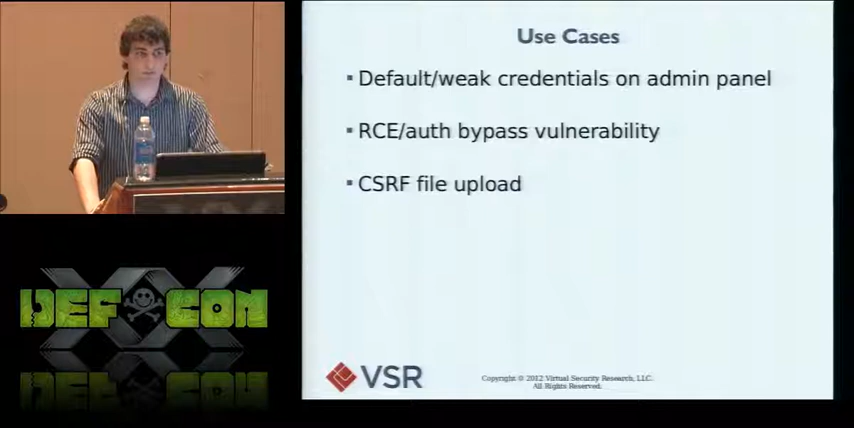 Use Cases
▪ Default/weak credentials on admin panel
▪ RCE/auth bypass vulnerability
▪ CSRF file upload
VSR
Copyright © 2012 Virtual Security Research, LLC.
All Rights Reserved.
DEF CON
XX